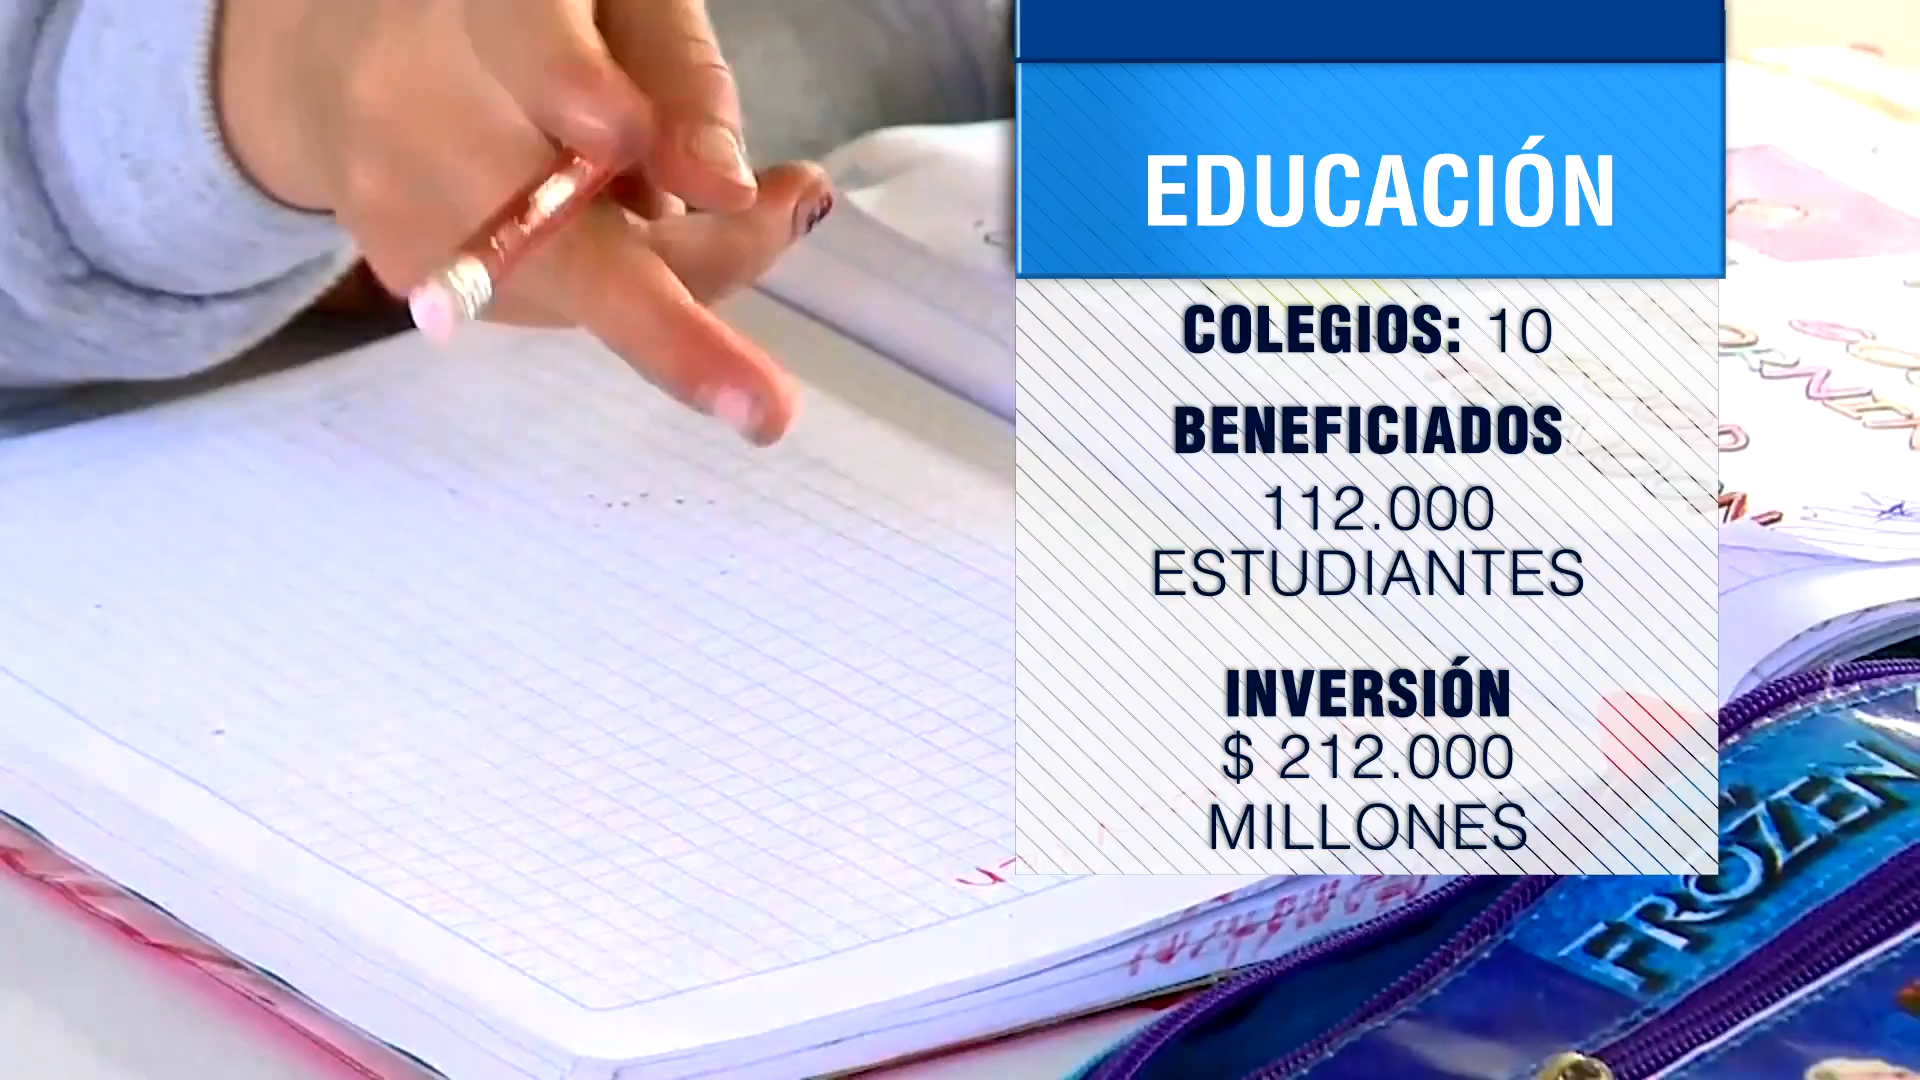 EDUCACIÓN
COLEGIOS: 10
BENEFICIADOS
112.000
ESTUDIANTES
INVERSIÓN
$ 212.000
MILLONES
FROZEN